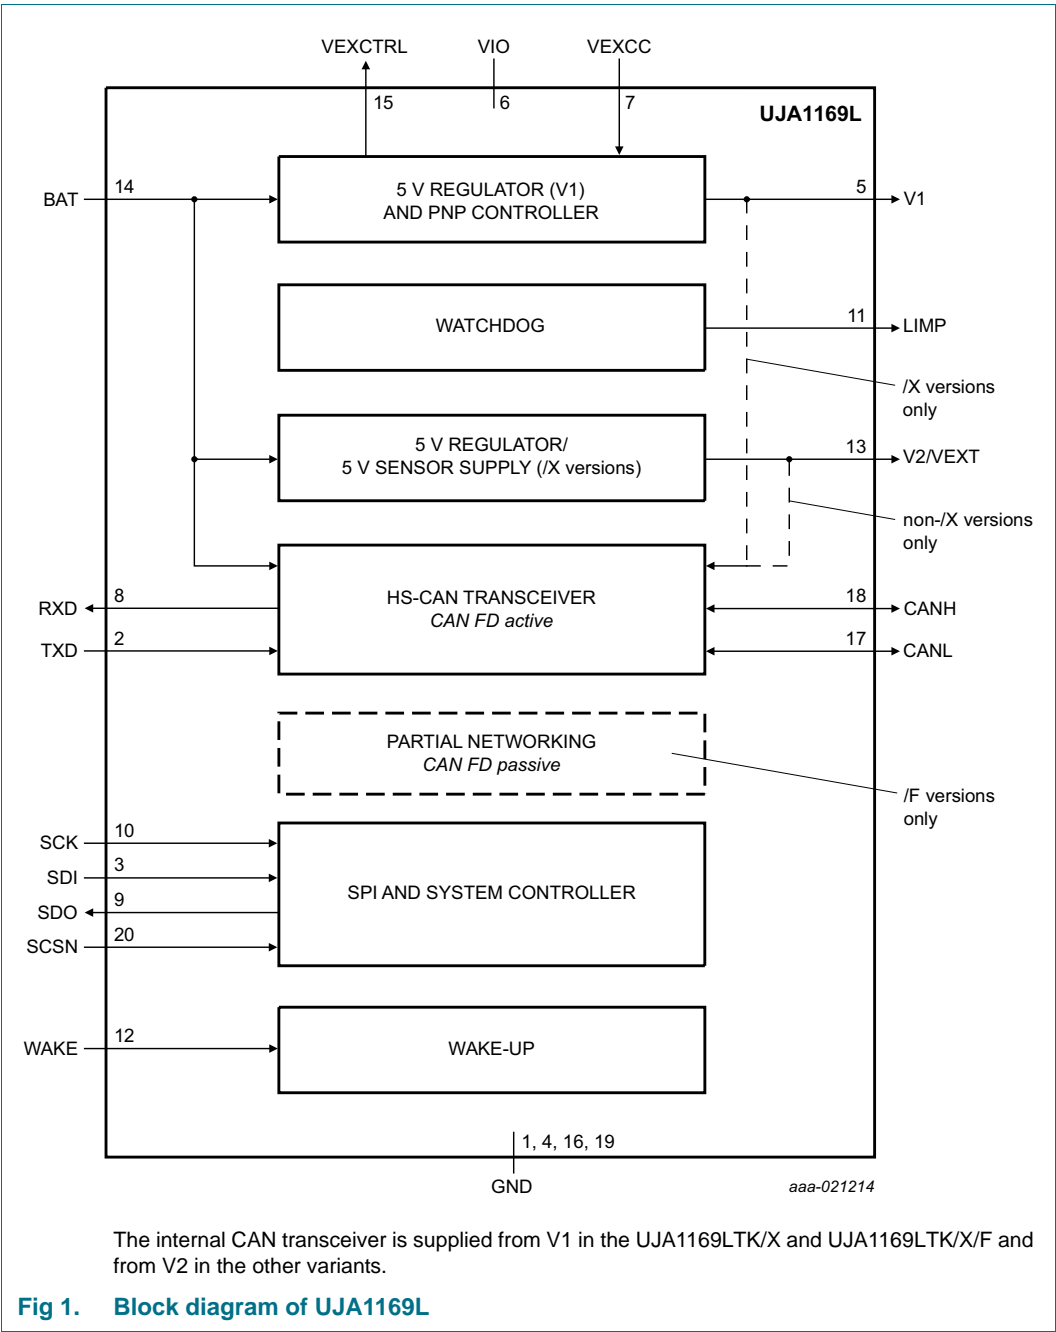 VEXCTRL
VIO
VEXCC
15
6
7
UJA1169L
BAT
14
5 V REGULATOR (V1)
AND PNP CONTROLLER
5
V1
WATCHDOG
11
LIMP
/X versions
only
5 V REGULATOR/
5 V SENSOR SUPPLY (/X versions)
13
V2/VEXT
non-/X versions
only
RXD
8
HS-CAN TRANSCEIVER
CAN FD active
18
CANH
TXD
2
17
CANL
PARTIAL NETWORKING
CAN FD passive
/F versions
only
SCK
10
SDI
3
SPI AND SYSTEM CONTROLLER
SDO
9
SCSN
20
WAKE
12
WAKE-UP
1, 4, 16, 19
GND
aaa-021214
The internal CAN transceiver is supplied from V1 in the UJA1169LTK/X and UJA1169LTK/X/F and
from V2 in the other variants.
Fig 1. Block diagram of UJA1169L